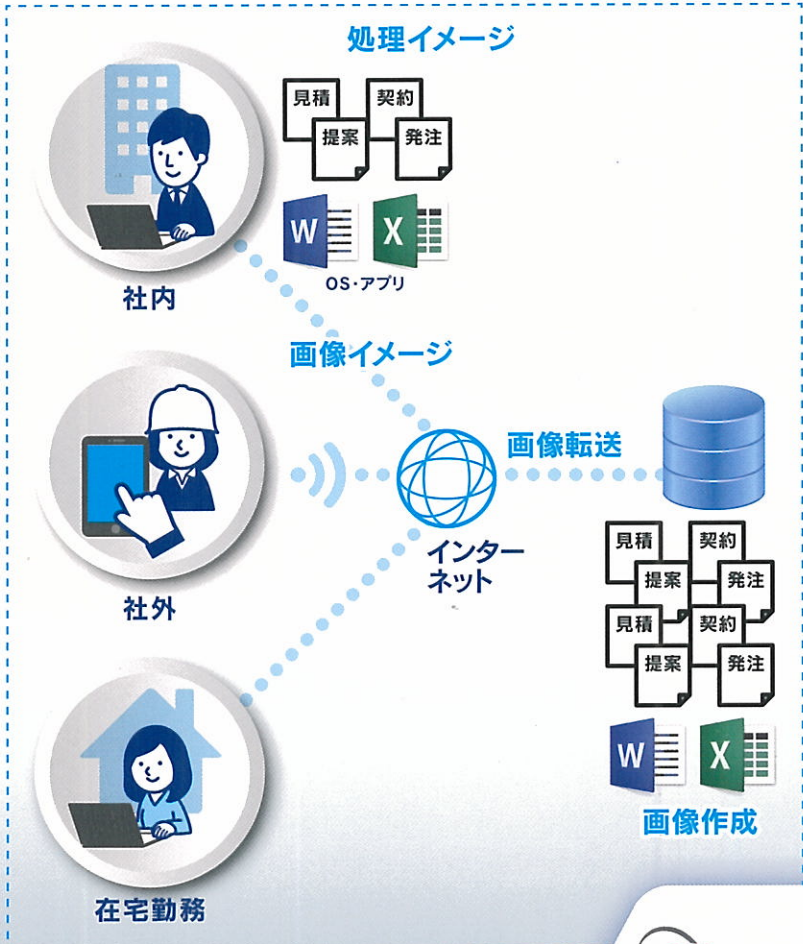 処理イメージ
見積
契約
提案
発注
W
X
OS・アプリ
社内
画像イメージ
画像転送
インター
ネット
社外
見積
契約
提案
発注
見積
契約
提案
発注
W
X
画像作成
在宅勤務